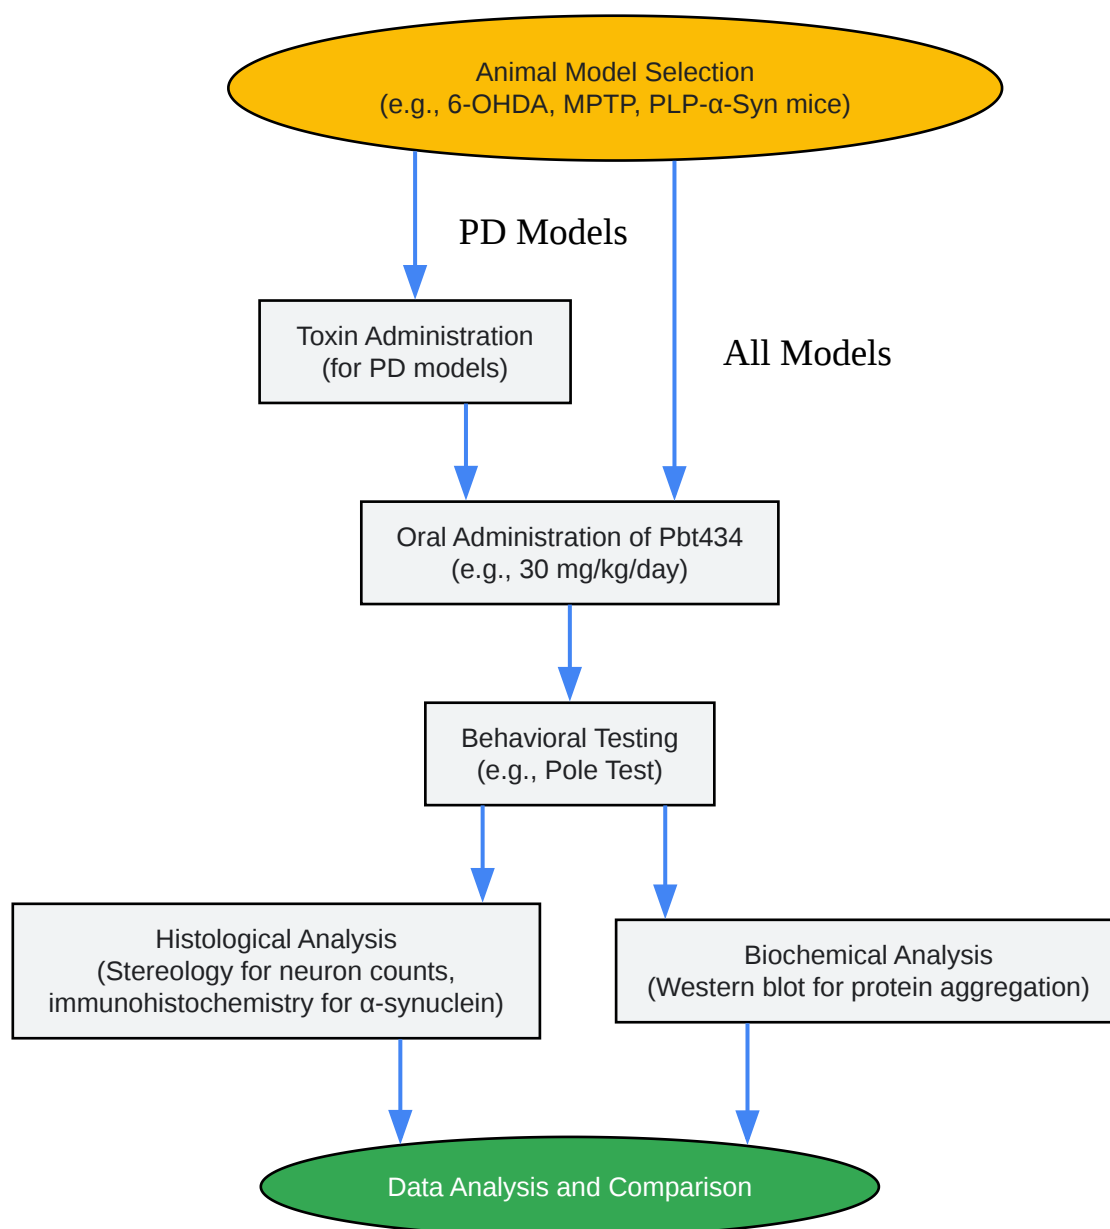 Animal Model Selection
(e.g., 6-OHDA, MPTP, PLP-α-Syn mice)
PD Models
Toxin Administration
(for PD models)
All Models
Oral Administration of Pbt434
(e.g., 30 mg/kg/day)
Behavioral Testing
(e.g., Pole Test)
Histological Analysis
(Stereology for neuron counts,
immunohistochemistry for α-synuclein)
Biochemical Analysis
(Western blot for protein aggregation)
Data Analysis and Comparison